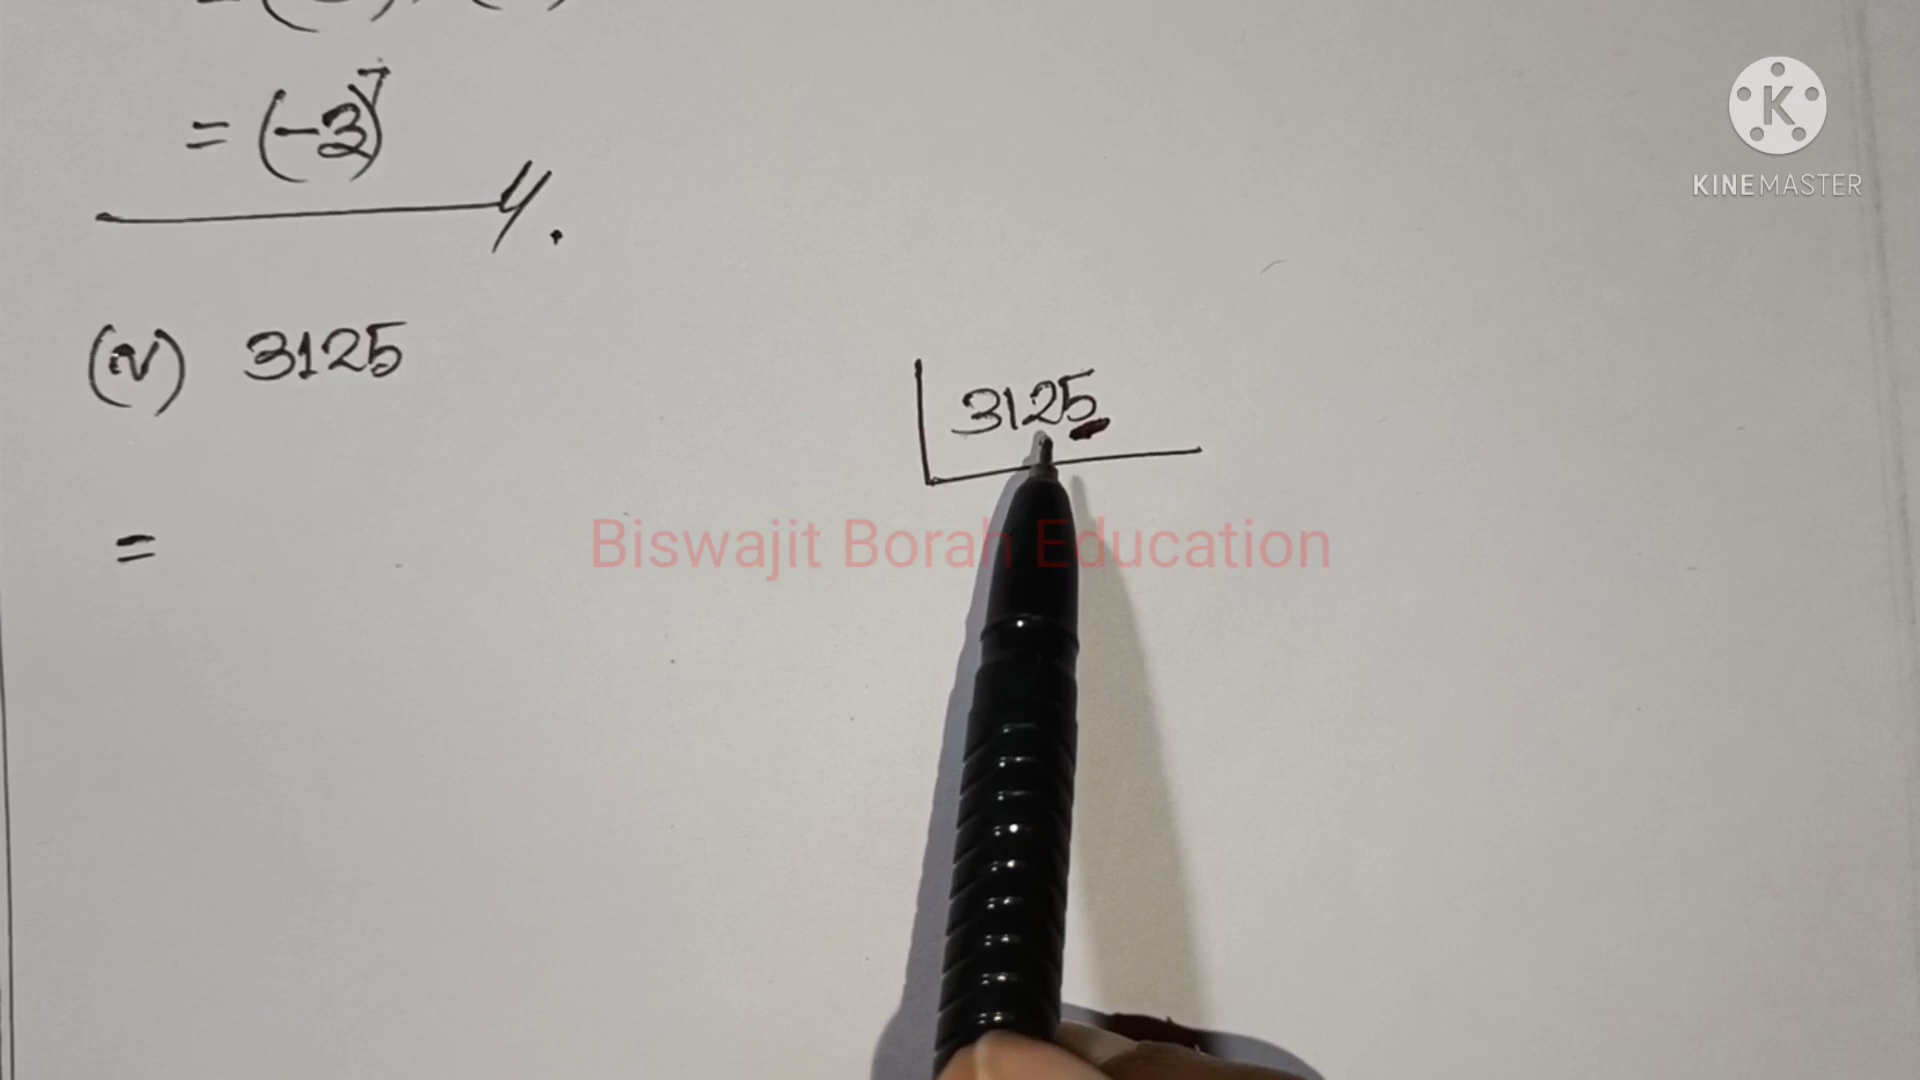 = (-3)⁷
(iv) 3125
3125
=
KINEMASTER
Biswajit Borah Education